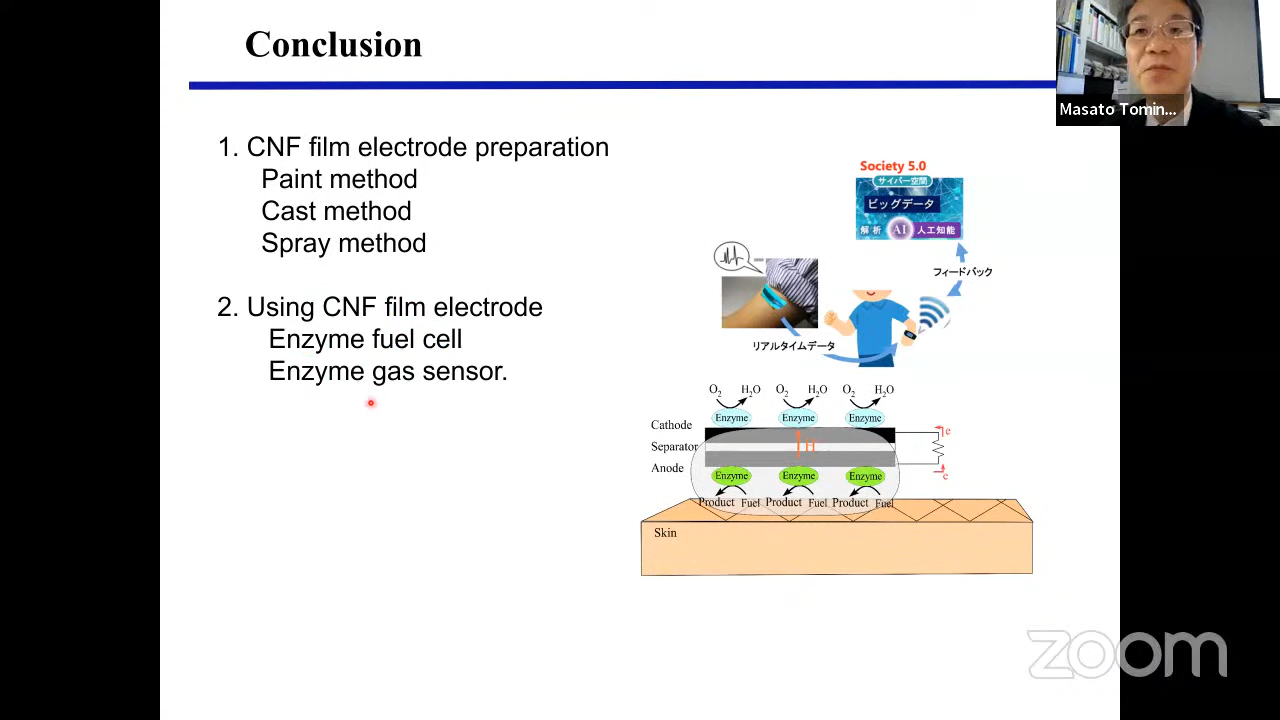 Conclusion
Masato Tomin...
1. CNF film electrode preparation
Paint method
Cast method
Spray method
2. Using CNF film electrode
Enzyme fuel cell
Enzyme gas sensor.
Society 5.0
サイバー空間
ビッグデータ
解析 AI 人工知能
フィードバック
リアルタイムデータ
O₂ H₂O O₂ H₂O O₂ H₂O
Enzyme Enzyme Enzyme
Cathode
e
Separator
H
Anode
e
Enzyme Enzyme Enzyme
Product Fuel Product Fuel Product Fuel
Skin
zoom